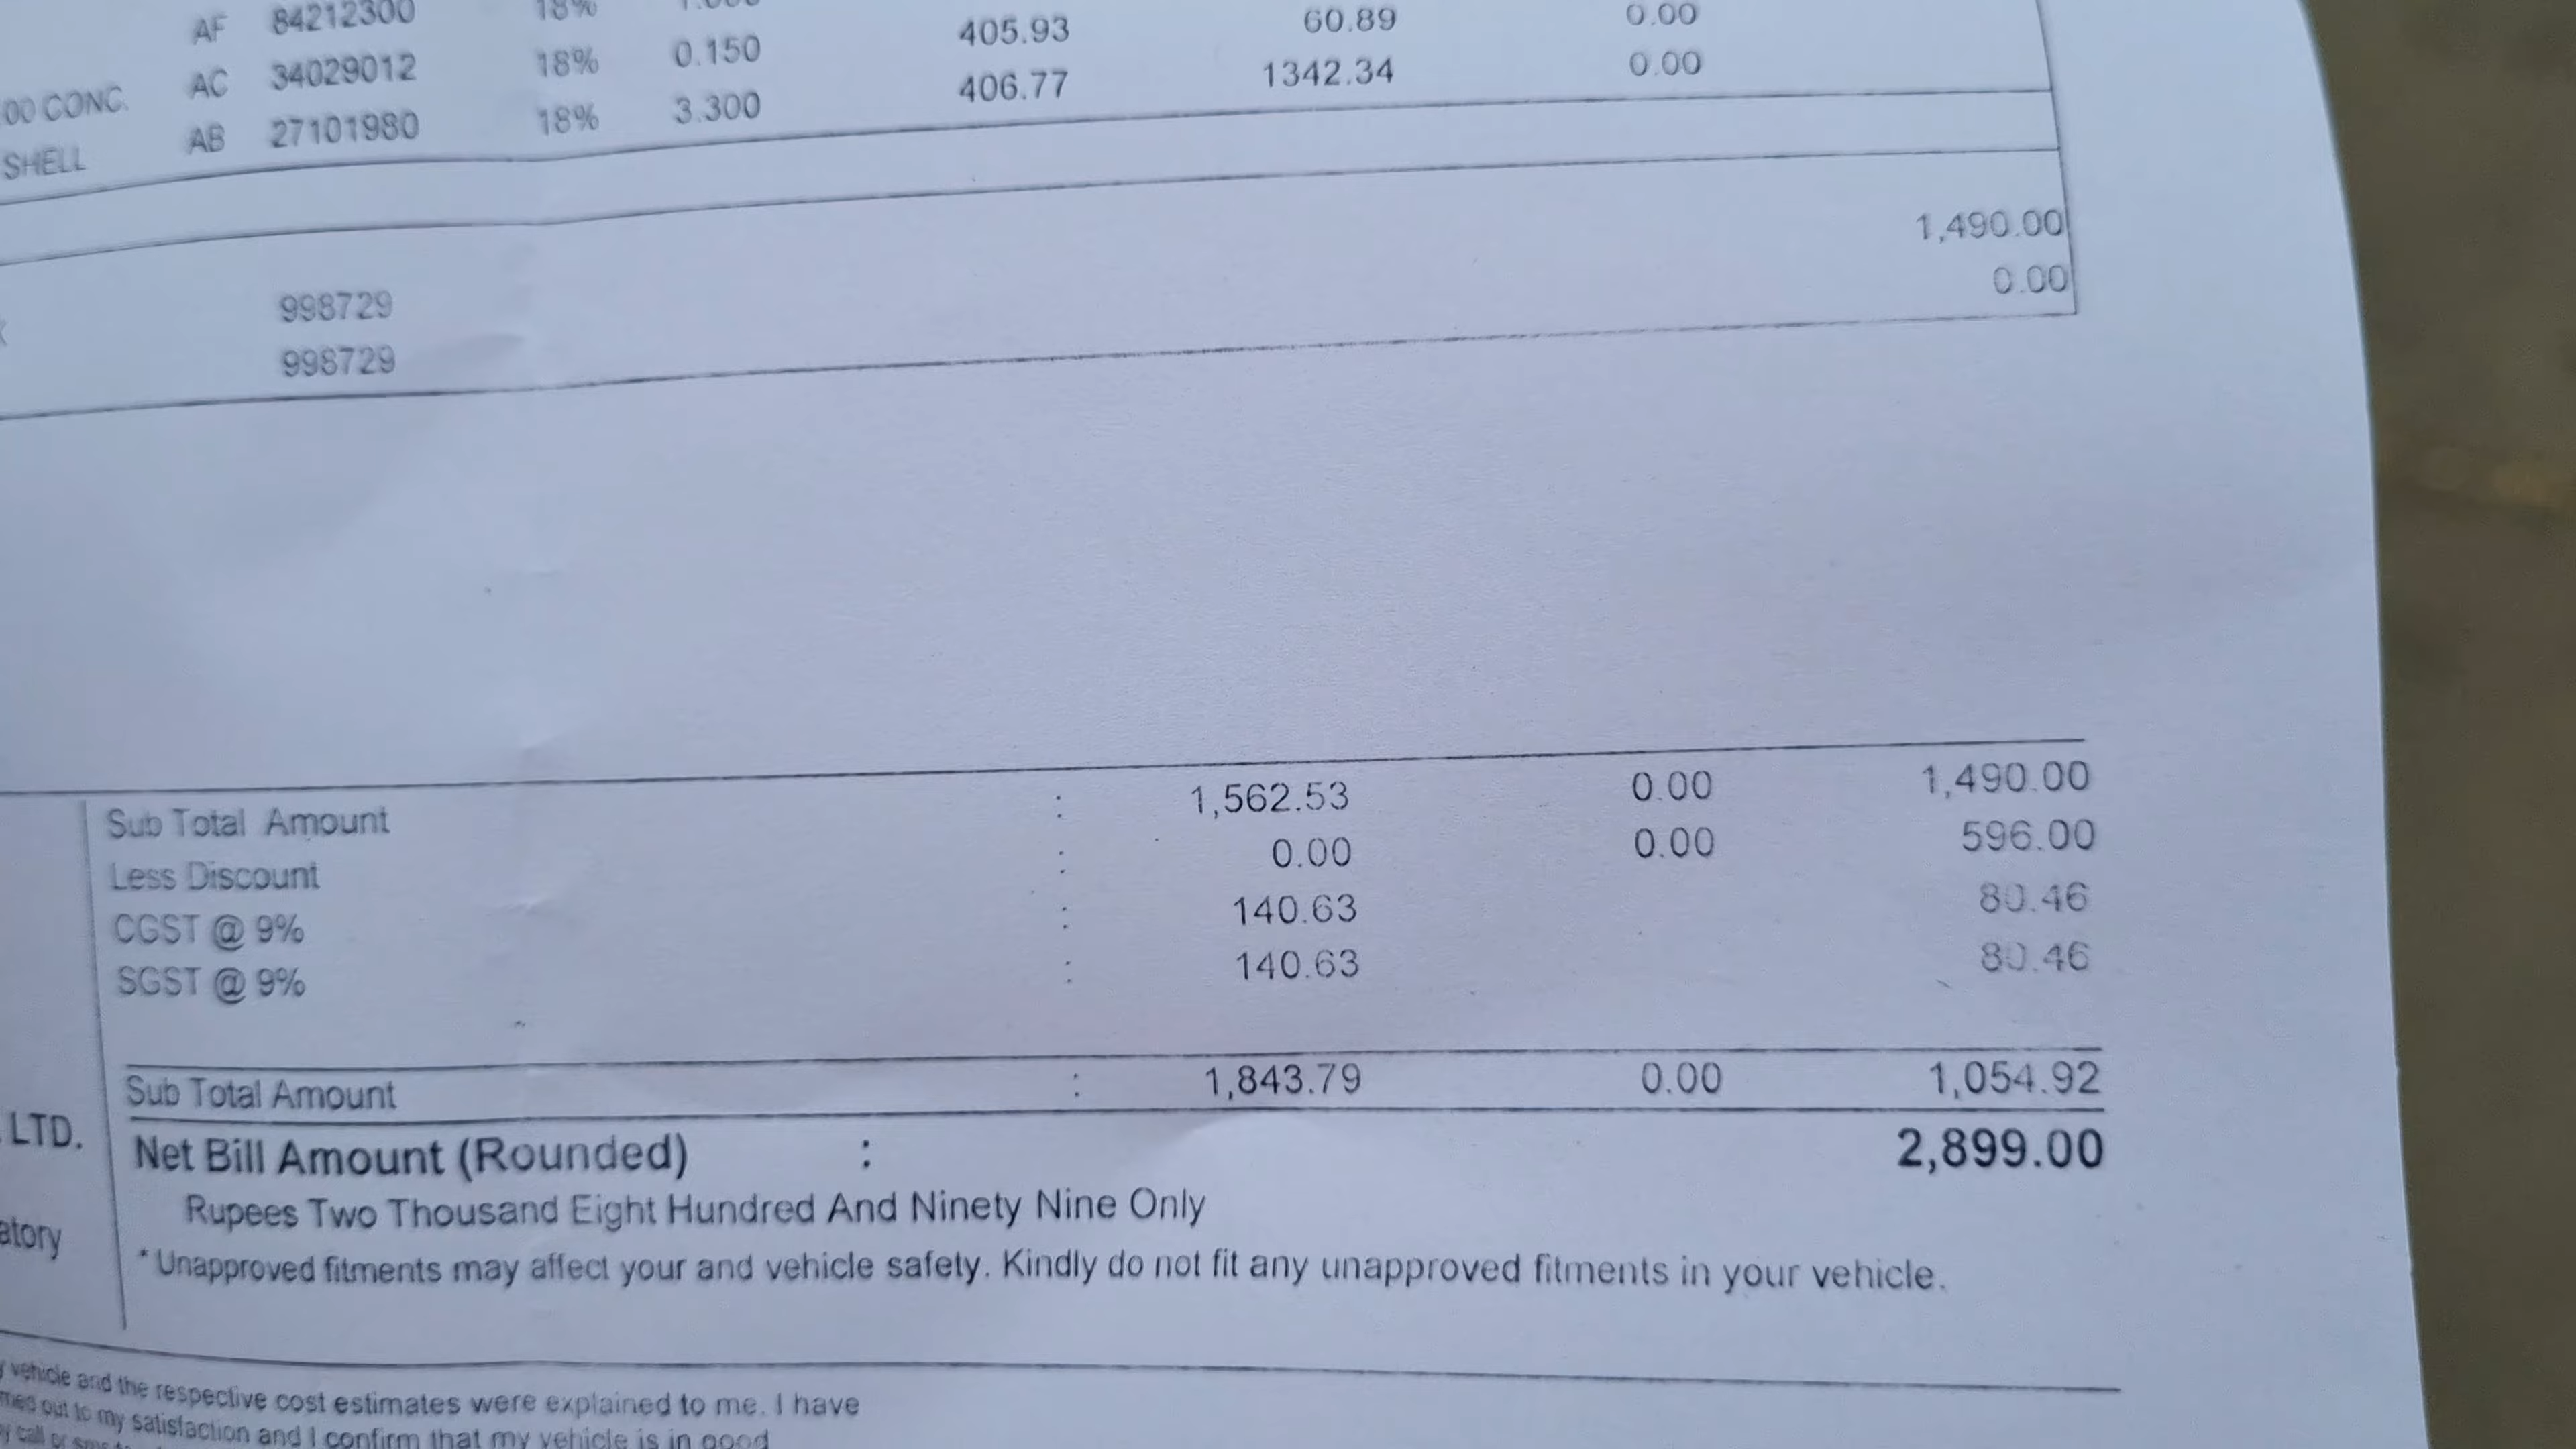 AF 84212300 18%
AC 34029012 18% 0.150 405.93 60.89 0.00
00 CONC. AB 27101980 18% 3.300 406.77 1342.34 0.00
SHELL
998729 1,490.00
998729 0.00
Sub Total Amount : 1,562.53 0.00 1,490.00
Less Discount : 0.00 0.00 596.00
CGST @ 9% : 140.63 80.46
SGST @ 9% : 140.63 80.46
Sub Total Amount : 1,843.79 0.00 1,054.92
LTD.
Net Bill Amount (Rounded) : 2,899.00
Rupees Two Thousand Eight Hundred And Ninety Nine Only
*Unapproved fitments may affect your and vehicle safety. Kindly do not fit any unapproved fitments in your vehicle.
vehicle and the respective cost estimates were explained to me. I have
out to my satisfaction and I confirm that my vehicle is in good